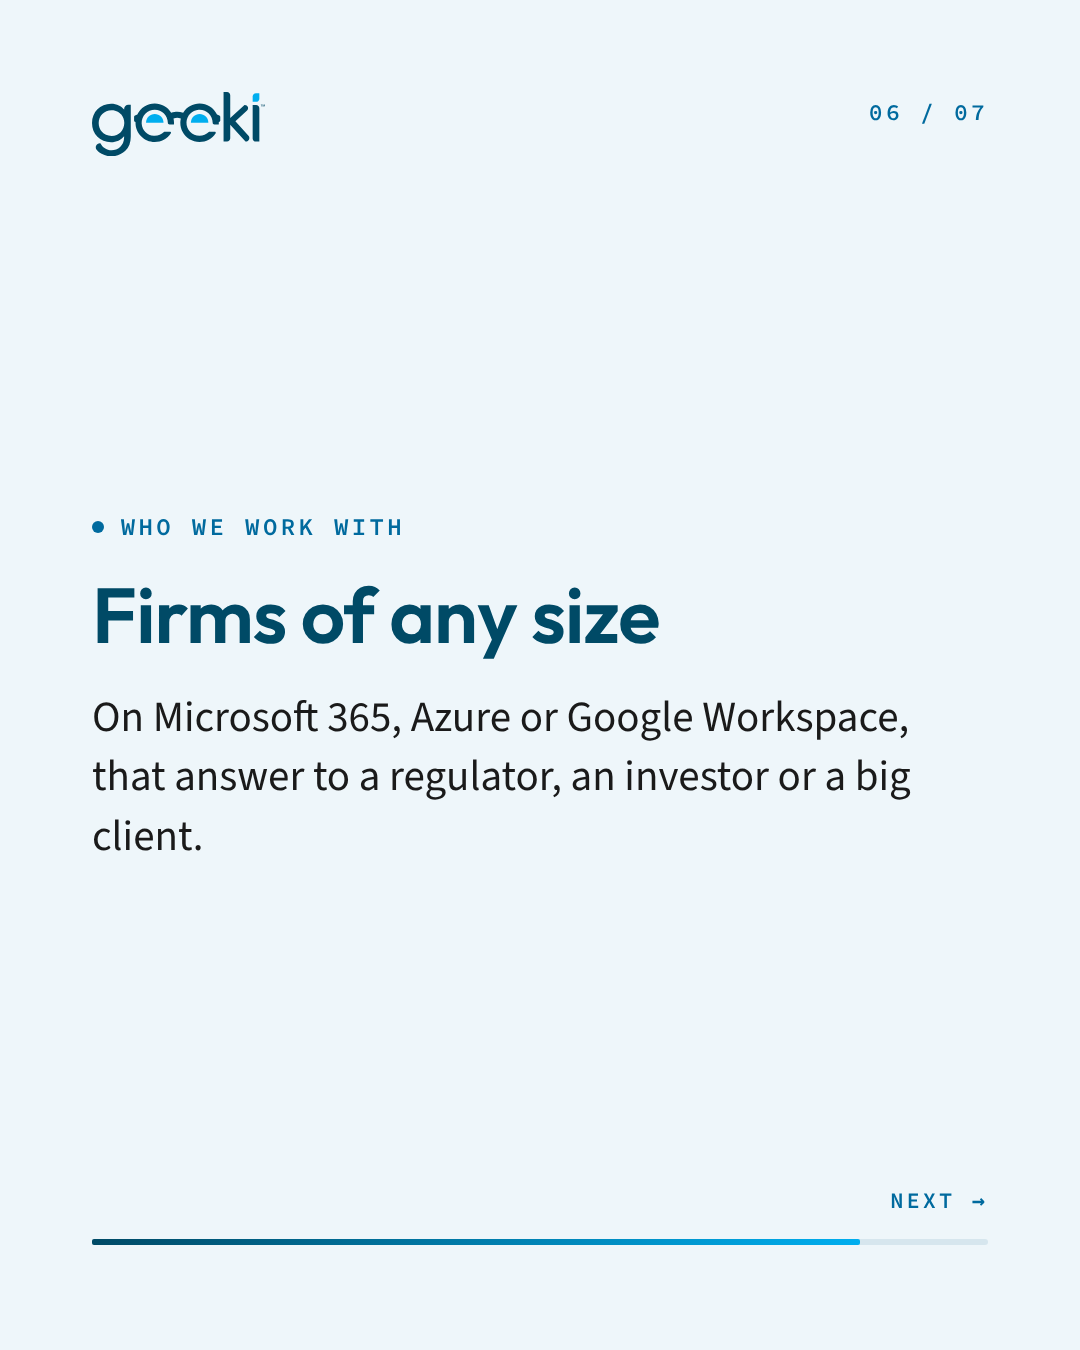 geeki
06 / 07
WHO WE WORK WITH
Firms of any size
On Microsoft 365, Azure or Google Workspace,
that answer to a regulator, an investor or a big
client.
NEXT →